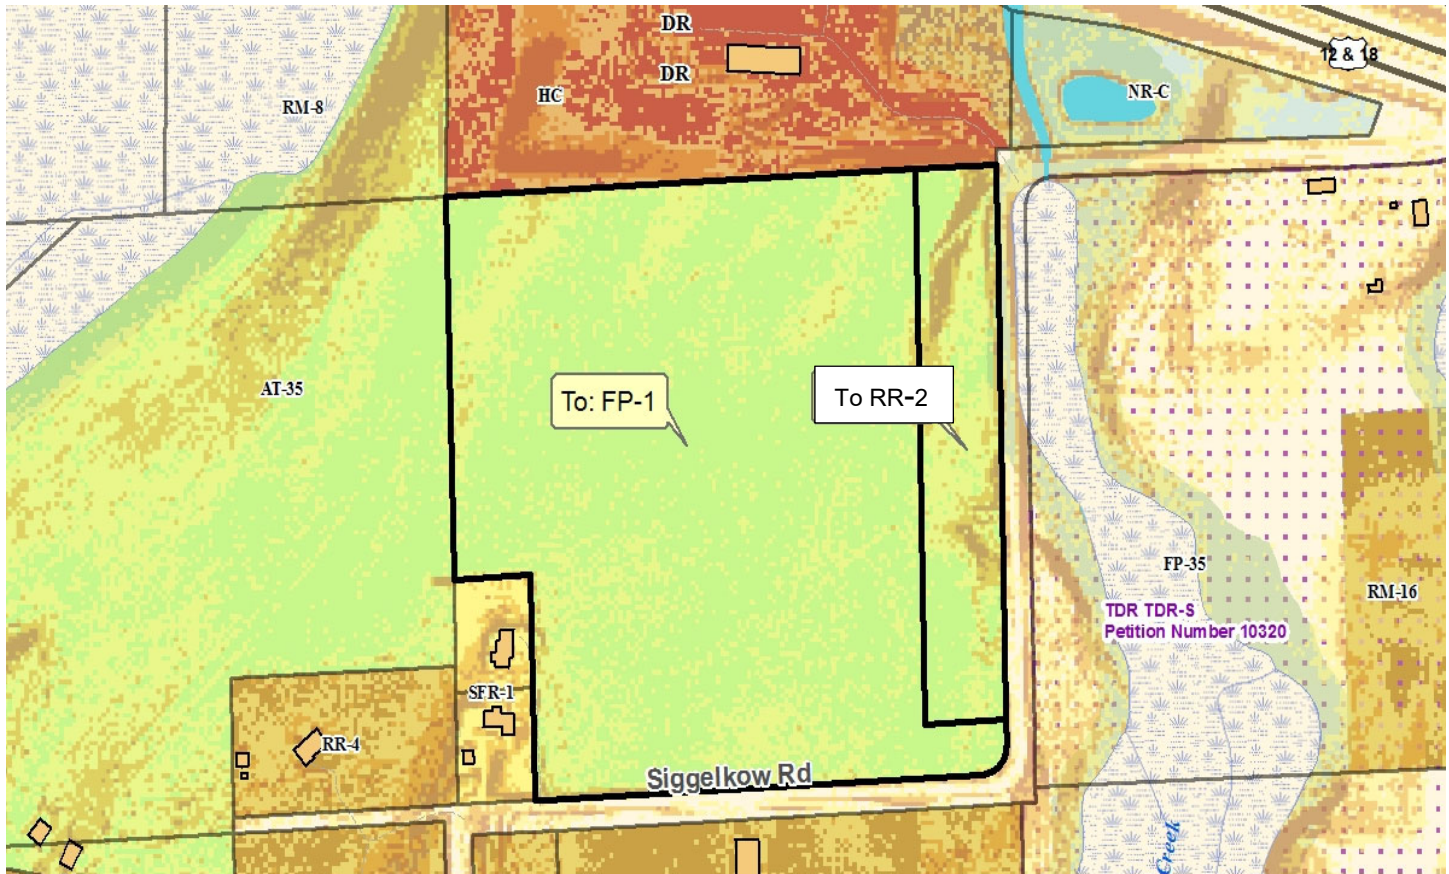 DR
12 & 18
DR
HC
NR-C
RM-8
AT-35
To: FP-1
To RR-2
FP-35
RM-16
TDR TDR-S
Petition Number 10320
SFR-1
RR-4
Siggelkow Rd
Creek